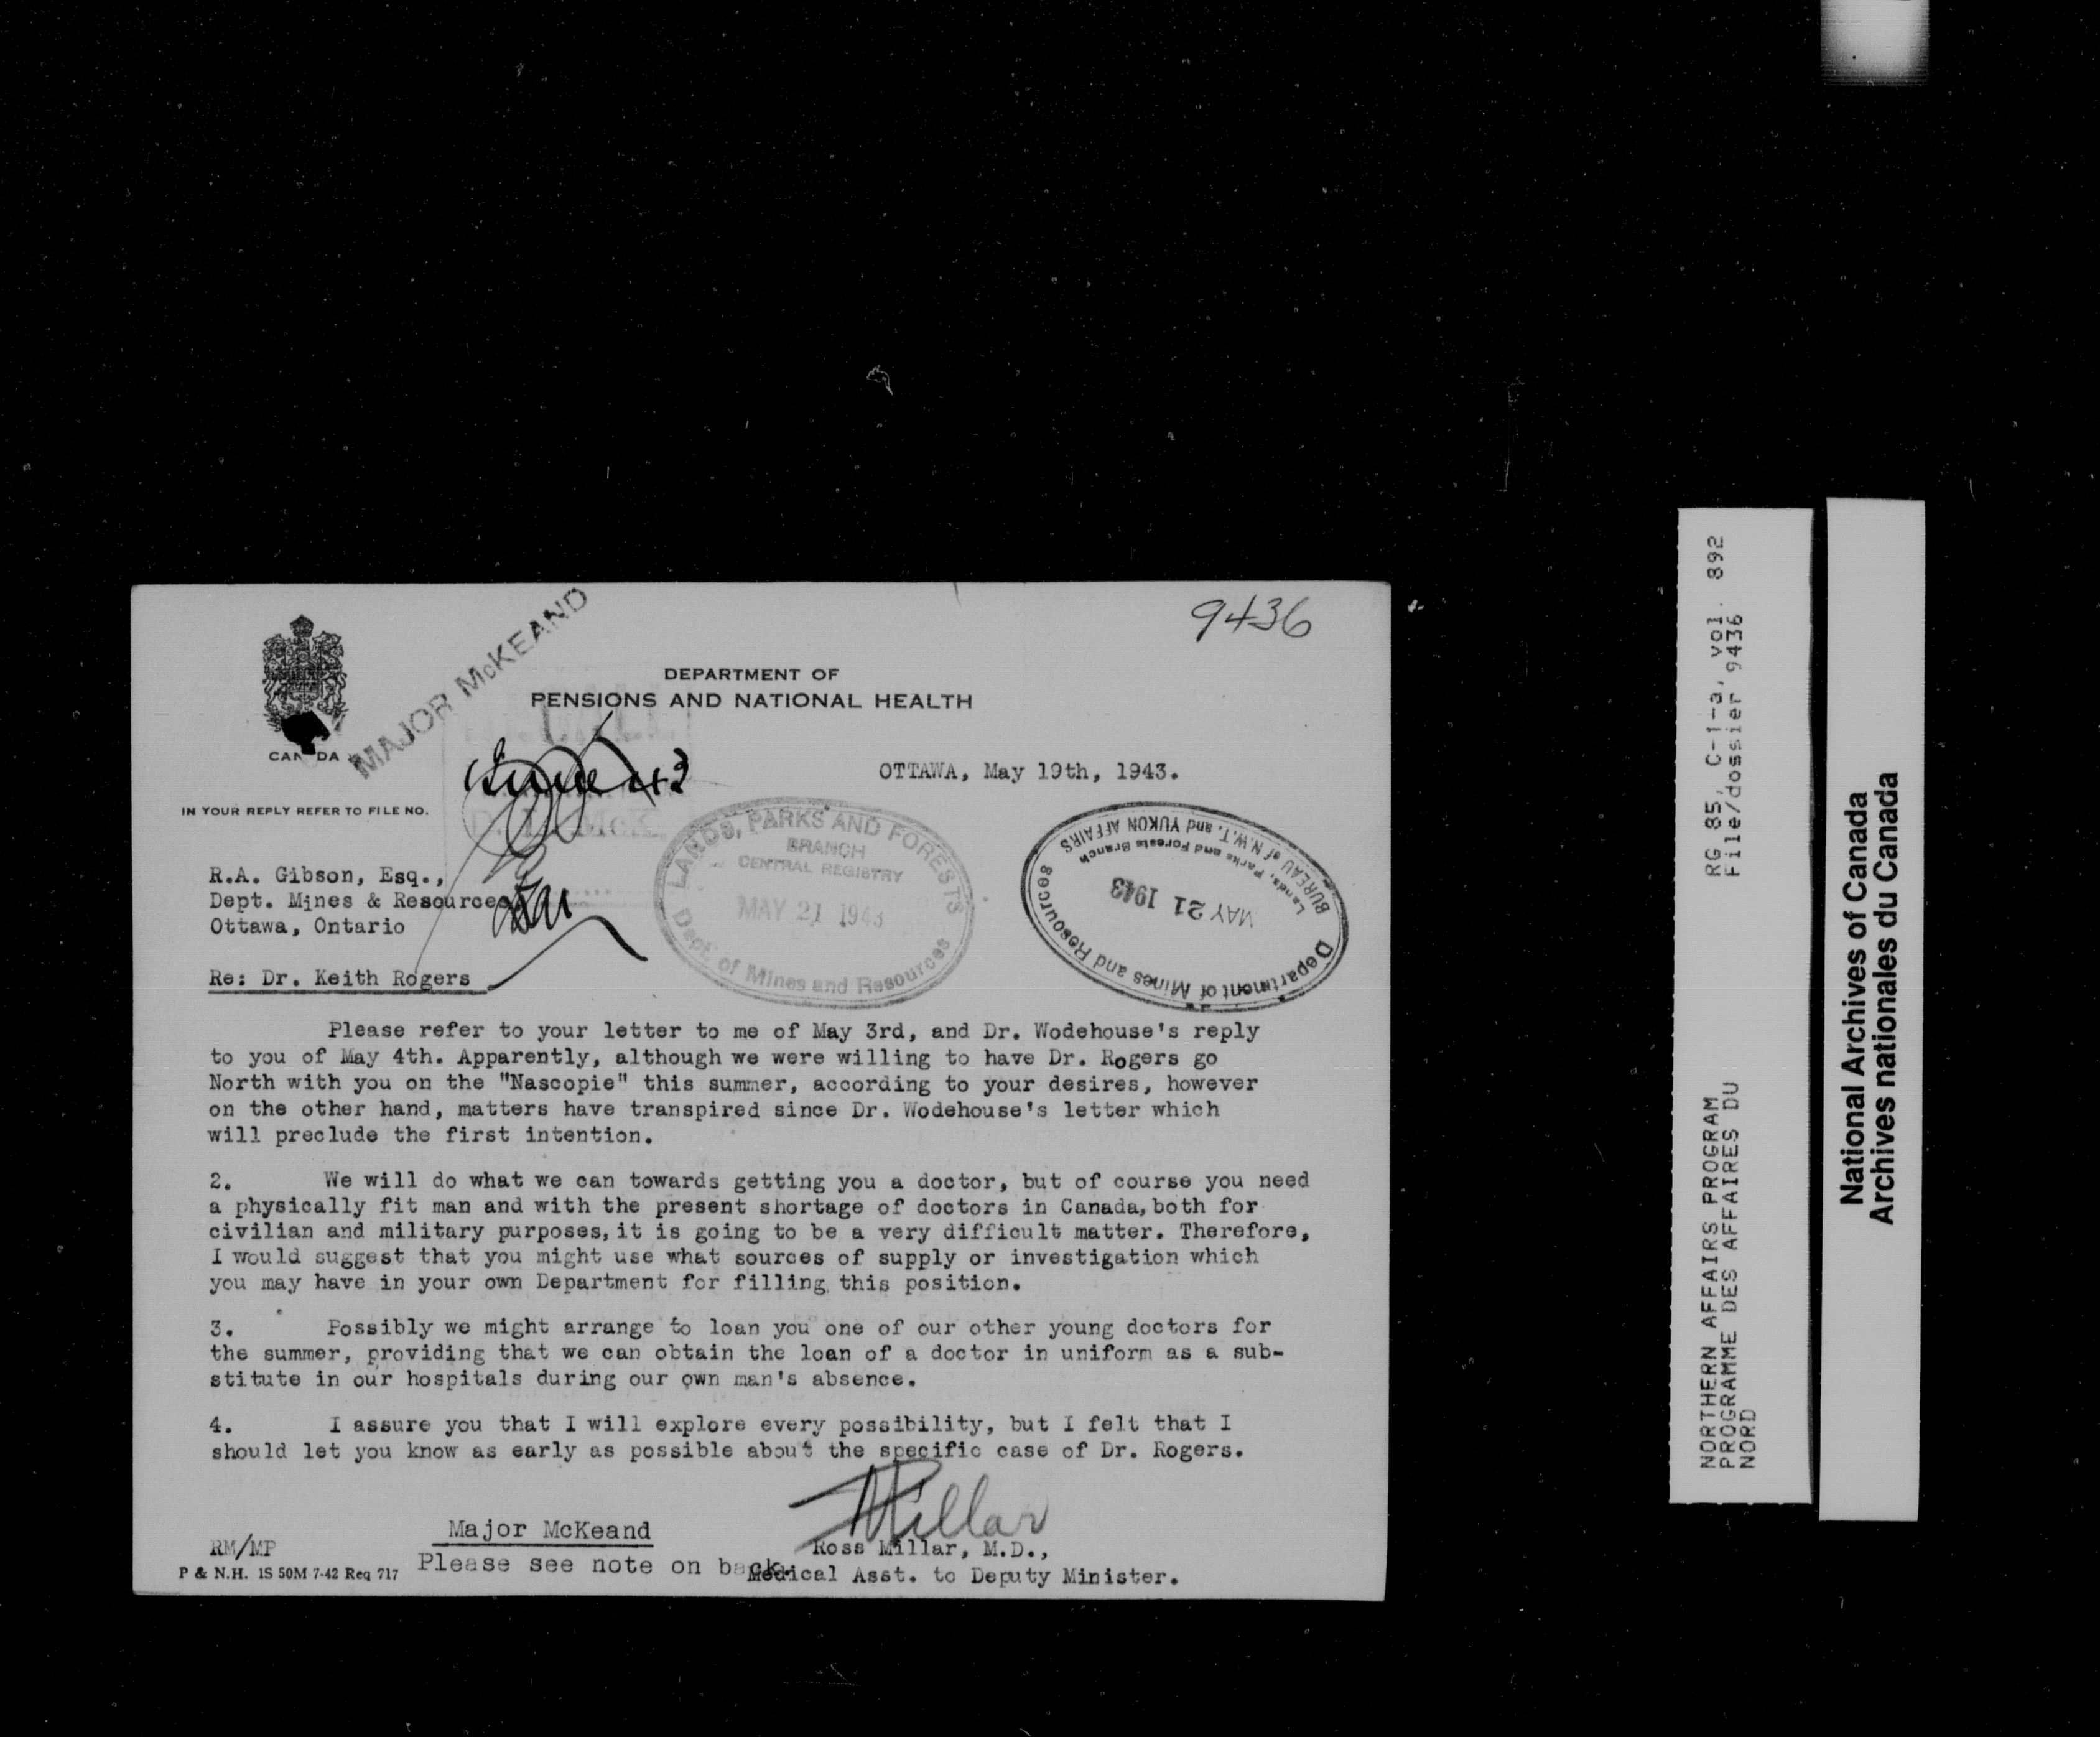 9436
MAJOR McKEAND
DEPARTMENT OF
PENSIONS AND NATIONAL HEALTH
CANADA
OTTAWA, May 19th, 1943.
IN YOUR REPLY REFER TO FILE NO.
LANDS, PARKS AND FORESTS
BRANCH
CENTRAL REGISTRY
MAY 21 1943
Dept. of Mines and Resources
BUREAU of N.W.T. and YUKON AFFAIRS
Lands, Parks and Forests Branch
MAY 21 1943
Department of Mines and Resources
R.A. Gibson, Esq.,
Dept. Mines & Resources
Ottawa, Ontario
Re: Dr. Keith Rogers
Please refer to your letter to me of May 3rd, and Dr. Wodehouse's reply
to you of May 4th. Apparently, although we were willing to have Dr. Rogers go
North with you on the "Nascopie" this summer, according to your desires, however
on the other hand, matters have transpired since Dr. Wodehouse's letter which
will preclude the first intention.
2. We will do what we can towards getting you a doctor, but of course you need
a physically fit man and with the present shortage of doctors in Canada, both for
civilian and military purposes, it is going to be a very difficult matter. Therefore,
I would suggest that you might use what sources of supply or investigation which
you may have in your own Department for filling this position.
3. Possibly we might arrange to loan you one of our other young doctors for
the summer, providing that we can obtain the loan of a doctor in uniform as a sub-
stitute in our hospitals during our own man's absence.
4. I assure you that I will explore every possibility, but I felt that I
should let you know as early as possible about the specific case of Dr. Rogers.
Millar
Ross Millar, M.D.,
Medical Asst. to Deputy Minister.
Major McKeand
Please see note on back.
RM/MP
P & N.H. 1S 50M 7-42 Req 717
RG 85, C-1-a, vol. 892
File/dossier 9436
NORTHERN AFFAIRS PROGRAM
PROGRAMME DES AFFAIRES DU
NORD
National Archives of Canada
Archives nationales du Canada